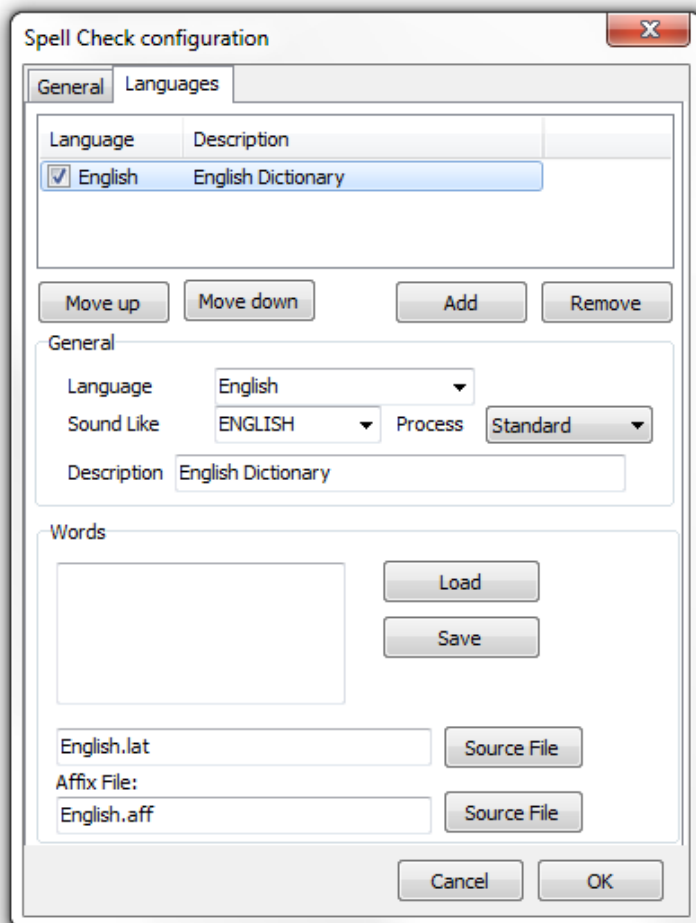 Spell Check configuration
General Languages
Language Description
English English Dictionary
Move up Move down Add Remove
General
Language English
Sound Like ENGLISH Process Standard
Description English Dictionary
Words
Load
Save
English.lat Source File
Affix File:
English.aff Source File
Cancel OK